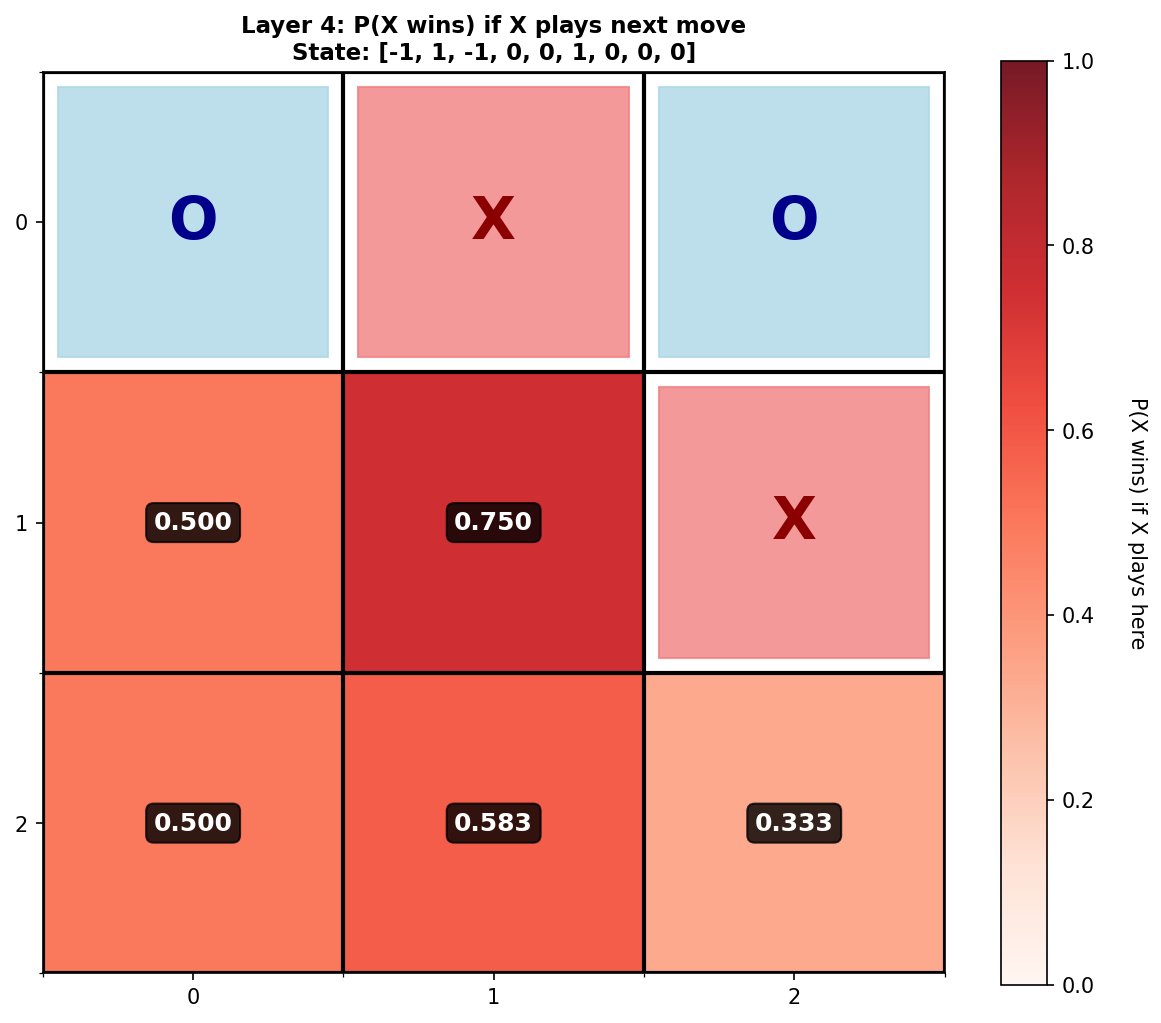 Layer 4: P(X wins) if X plays next move
State: [-1, 1, -1, 0, 0, 1, 0, 0, 0]
0
O
X
O
1
0.500
0.750
X
2
0.500
0.583
0.333
0
1
2
1.0
0.8
0.6
0.4
0.2
0.0
P(X wins) if X plays here